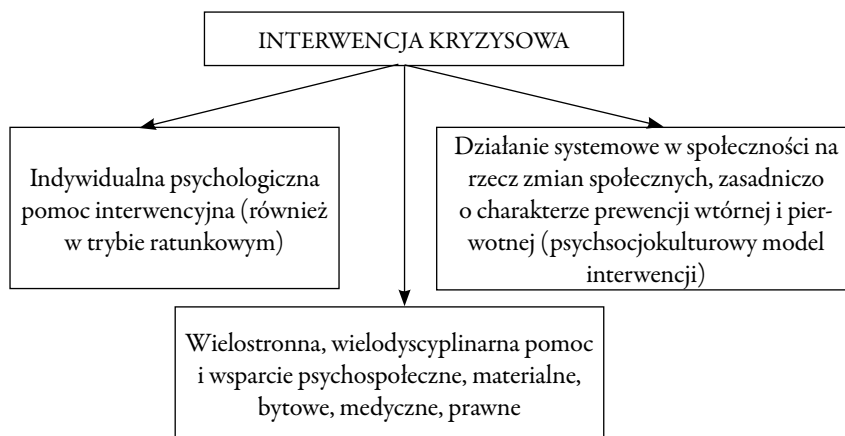 INTERWENCJA KRYZYSOWA
Indywidualna psychologiczna
pomoc interwencyjna (również
w trybie ratunkowym)
Działanie systemowe w społeczności na
rzecz zmian społecznych, zasadniczo
o charakterze prewencji wtórnej i pier-
wotnej (psychsocjokulturowy model
interwencji)
Wielostronna, wielodyscyplinarna pomoc
i wsparcie psychospołeczne, materialne,
bytowe, medyczne, prawne